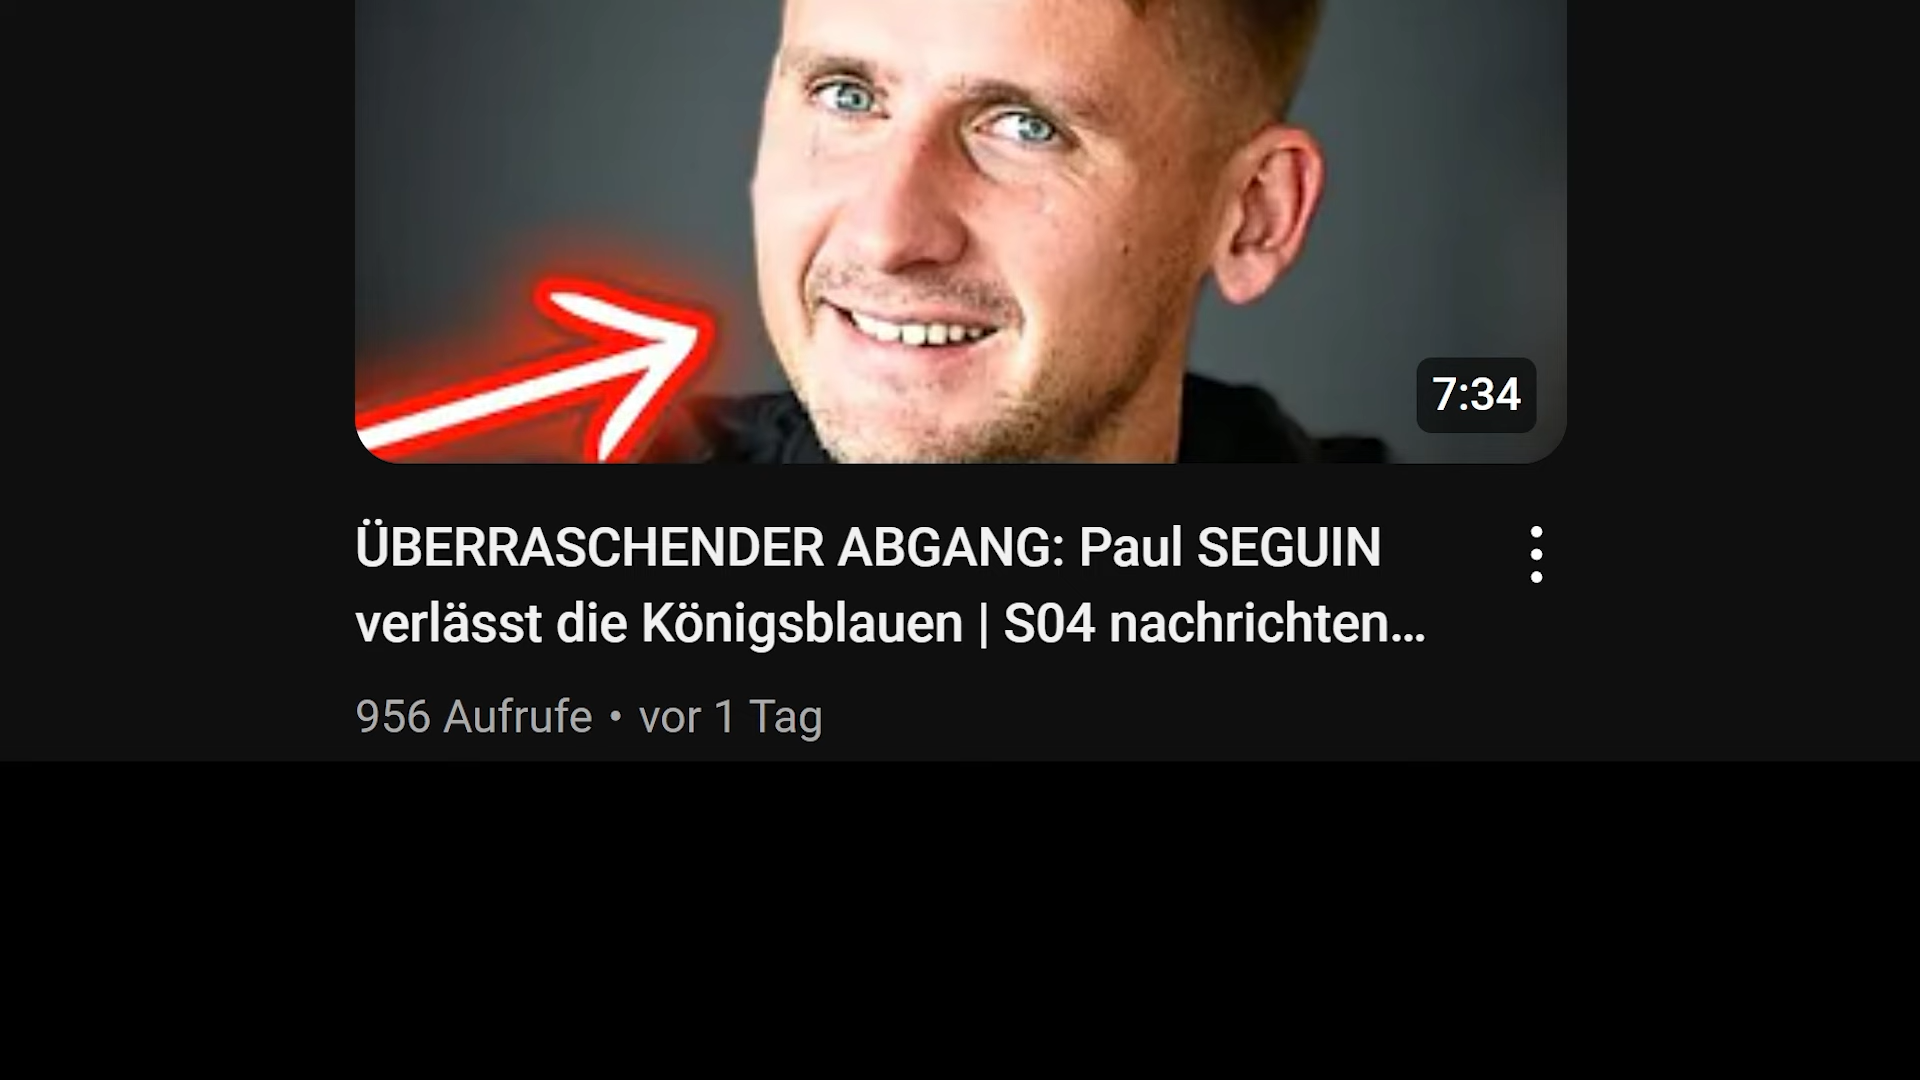 7:34
ÜBERRASCHENDER ABGANG: Paul SEGUIN
verlässt die Königsblauen | S04 nachrichten...
956 Aufrufe • vor 1 Tag